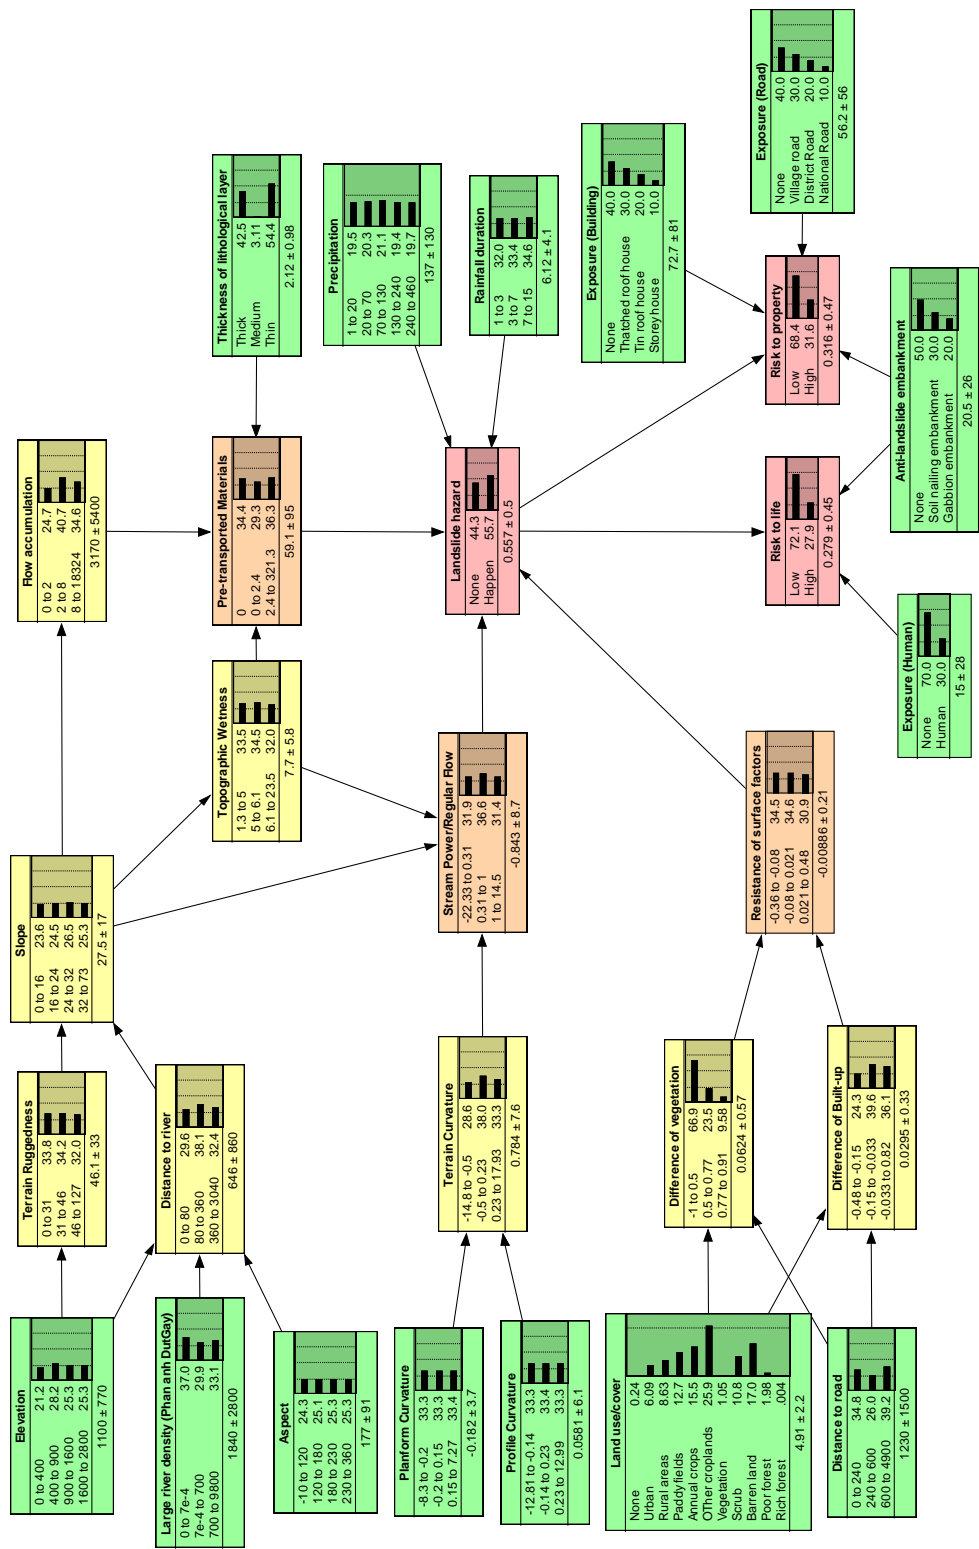 Elevation
0 to 400 21.2
400 to 900 28.2
900 to 1600 25.3
1600 to 2800 25.3
1100 ± 770
Large river density (Phan anh DutGay)
0 to 7e-4 37.0
7e-4 to 700 29.9
700 to 9800 33.1
1840 ± 2800
Aspect
-10 to 120 24.3
120 to 180 25.1
180 to 230 25.3
230 to 360 25.3
177 ± 91
Planform Curvature
-8.3 to -0.2 33.3
-0.2 to 0.15 33.3
0.15 to 7.27 33.4
-0.182 ± 3.7
Profile Curvature
-12.81 to -0.14 33.3
-0.14 to 0.23 33.4
0.23 to 12.99 33.3
0.0581 ± 6.1
Land use/cover
None 0.24
Urban 6.09
Rural areas 8.63
Paddy fields 12.7
Annual crops 15.5
OTher croplands 25.9
Vegetation 1.05
Scrub 10.8
Barren land 17.0
Poor forest 1.98
Rich forest .004
4.91 ± 2.2
Distance to road
0 to 240 34.8
240 to 600 26.0
600 to 4900 39.2
1230 ± 1500
Terrain Ruggedness
0 to 31 33.8
31 to 46 34.2
46 to 127 32.0
46.1 ± 33
Distance to river
0 to 80 29.6
80 to 360 38.1
360 to 3040 32.4
646 ± 860
Terrain Curvature
-14.8 to -0.5 28.6
-0.5 to 0.23 38.0
0.23 to 17.93 33.3
0.784 ± 7.6
Difference of vegetation
-1 to 0.5 66.9
0.5 to 0.77 23.5
0.77 to 0.91 9.58
0.0624 ± 0.57
Difference of Built-up
-0.48 to -0.15 24.3
-0.15 to -0.033 39.6
-0.033 to 0.82 36.1
0.0295 ± 0.33
Slope
0 to 16 23.6
16 to 24 24.5
24 to 32 26.5
32 to 73 25.3
27.5 ± 17
Topographic Wetness
1.3 to 5 33.5
5 to 6.1 34.5
6.1 to 23.5 32.0
7.7 ± 5.8
Stream Power/Regular Flow
-22.33 to 0.31 31.9
0.31 to 1 36.6
1 to 14.5 31.4
-0.843 ± 8.7
Resistance of surface factors
-0.36 to -0.08 34.5
-0.08 to 0.021 34.6
0.021 to 0.48 30.9
-0.00886 ± 0.21
Flow accumulation
0 to 2 24.7
2 to 8 40.7
8 to 18324 34.6
3170 ± 5400
Pre-transported Materials
0 34.4
0 to 2.4 29.3
2.4 to 321.3 36.3
59.1 ± 95
Landslide hazard
None 44.3
Happen 55.7
0.557 ± 0.5
Risk to life
Low 72.1
High 27.9
0.279 ± 0.45
Exposure (Human)
None 70.0
Human 30.0
15 ± 28
Thickness of lithological layer
Thick 42.5
Medium 3.11
Thin 54.4
2.12 ± 0.98
Precipitation
1 to 20 19.5
20 to 70 20.3
70 to 130 21.1
130 to 240 19.4
240 to 460 19.7
137 ± 130
Rainfall duration
1 to 3 32.0
3 to 7 33.4
7 to 15 34.6
6.12 ± 4.1
Exposure (Building)
None 40.0
Thatched roof house 30.0
Tin roof house 20.0
Storey house 10.0
72.7 ± 81
Risk to property
Low 68.4
High 31.6
0.316 ± 0.47
Anti-landslide embankment
None 50.0
Soil nailing embankment 30.0
Gabbion embankment 20.0
20.5 ± 26
Exposure (Road)
None 40.0
Village road 30.0
District Road 20.0
National Road 10.0
56.2 ± 56